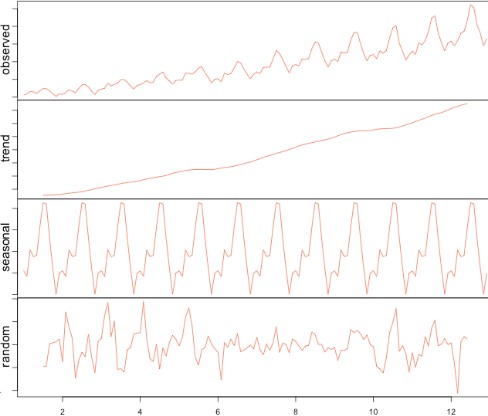 observed
trend
seasonal
random
2 4 6 8 10 12